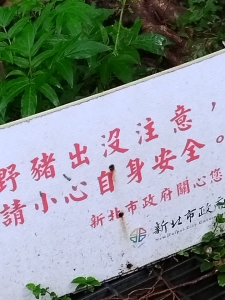 野豬出沒注意，
請小心自身安全。
新北市政府關心您
新北市政府